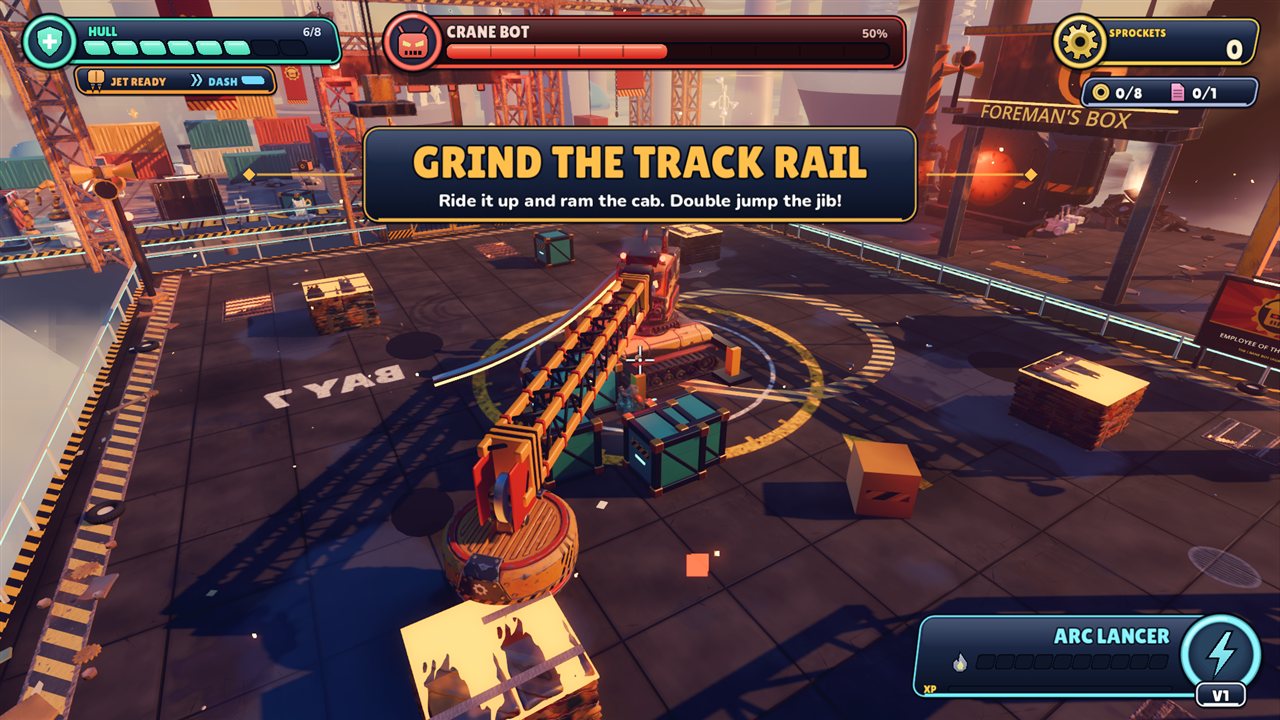 HULL
6/8
JET READY
DASH
CRANE BOT
50%
SPROCKETS
0
0/8
0/1
FOREMAN'S BOX
GRIND THE TRACK RAIL
Ride it up and ram the cab. Double jump the jib!
BAY 7
EMPLOYEE OF TH
ARC LANCER
XP
V1